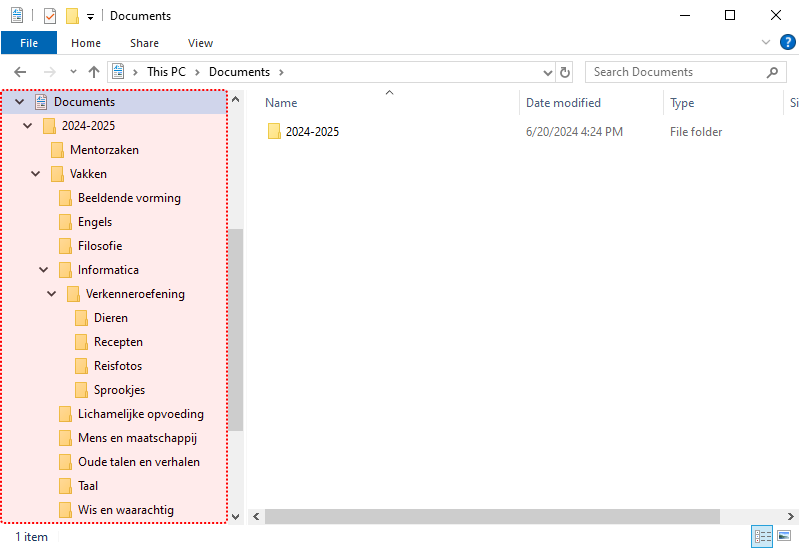 Documents
File Home Share View
This PC Documents
Search Documents
Documents
2024-2025
Mentorzaken
Vakken
Beeldende vorming
Engels
Filosofie
Informatica
Verkenneroefening
Dieren
Recepten
Reisfotos
Sprookjes
Lichamelijke opvoeding
Mens en maatschappij
Oude talen en verhalen
Taal
Wis en waarachtig
Name Date modified Type Si
2024-2025 6/20/2024 4:24 PM File folder
1 item